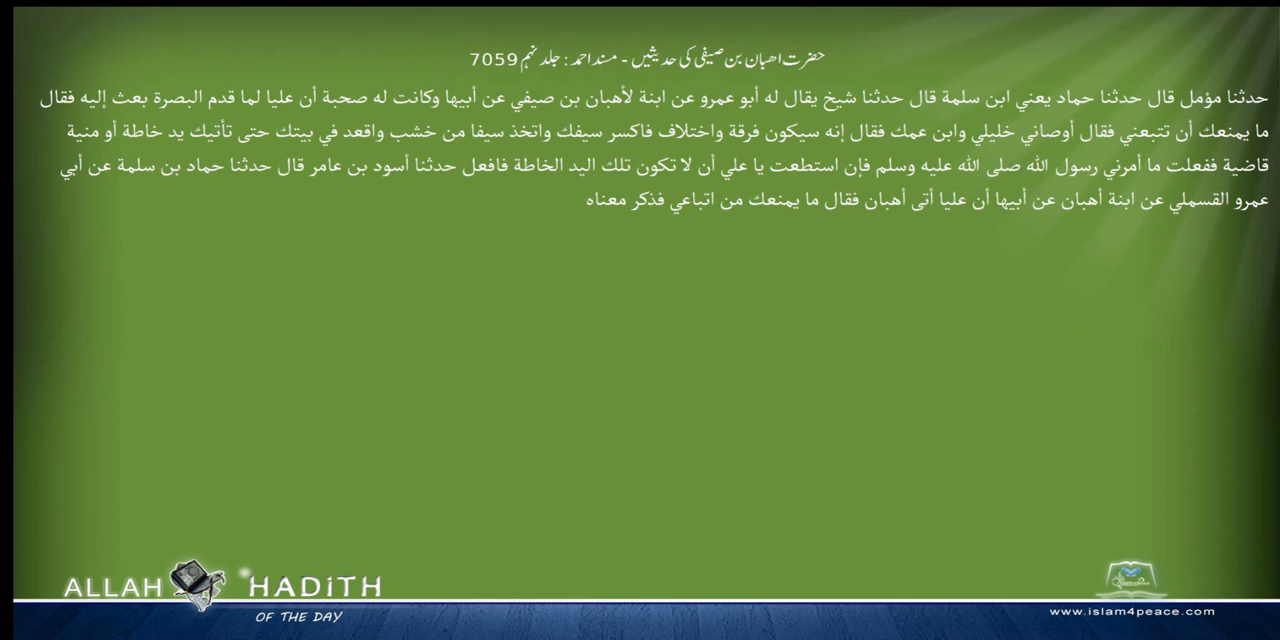 حضرت اھبان بن صیفی کی حدیثیں - مسند احمد : جلد نہم 7059
حدثنا مؤمل قال حدثنا حماد يعني ابن سلمة قال حدثنا شيخ يقال له أبو عمرو عن ابنة لأهبان بن صيفي عن أبيها وكانت له صحبة أن عليا لما قدم البصرة بعث إليه فقال
ما يمنعك أن تتبعني فقال أوصاني خليلي وابن عمك فقال إنه سيكون فرقة واختلاف فاكسر سيفك واتخذ سيفا من خشب واقعد في بيتك حتى تأتيك يد خاطة أو منية
قاضية ففعلت ما أمرني رسول الله صلى الله عليه وسلم فإن استطعت يا علي أن لا تكون تلك اليد الخاطة فافعل حدثنا أسود بن عامر قال حدثنا حماد بن سلمة عن أبي
عمرو القسملي عن ابنة أهبان عن أبيها أن عليا أتى أهبان فقال ما يمنعك من اتباعي فذكر معناه
ALLAH HADITH
OF THE DAY
www.islam4peace.com